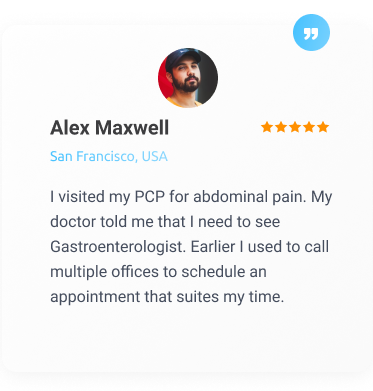 Alex Maxwell
San Francisco, USA
I visited my PCP for abdominal pain. My
doctor told me that I need to see
Gastroenterologist. Earlier I used to call
multiple offices to schedule an
appointment that suites my time.